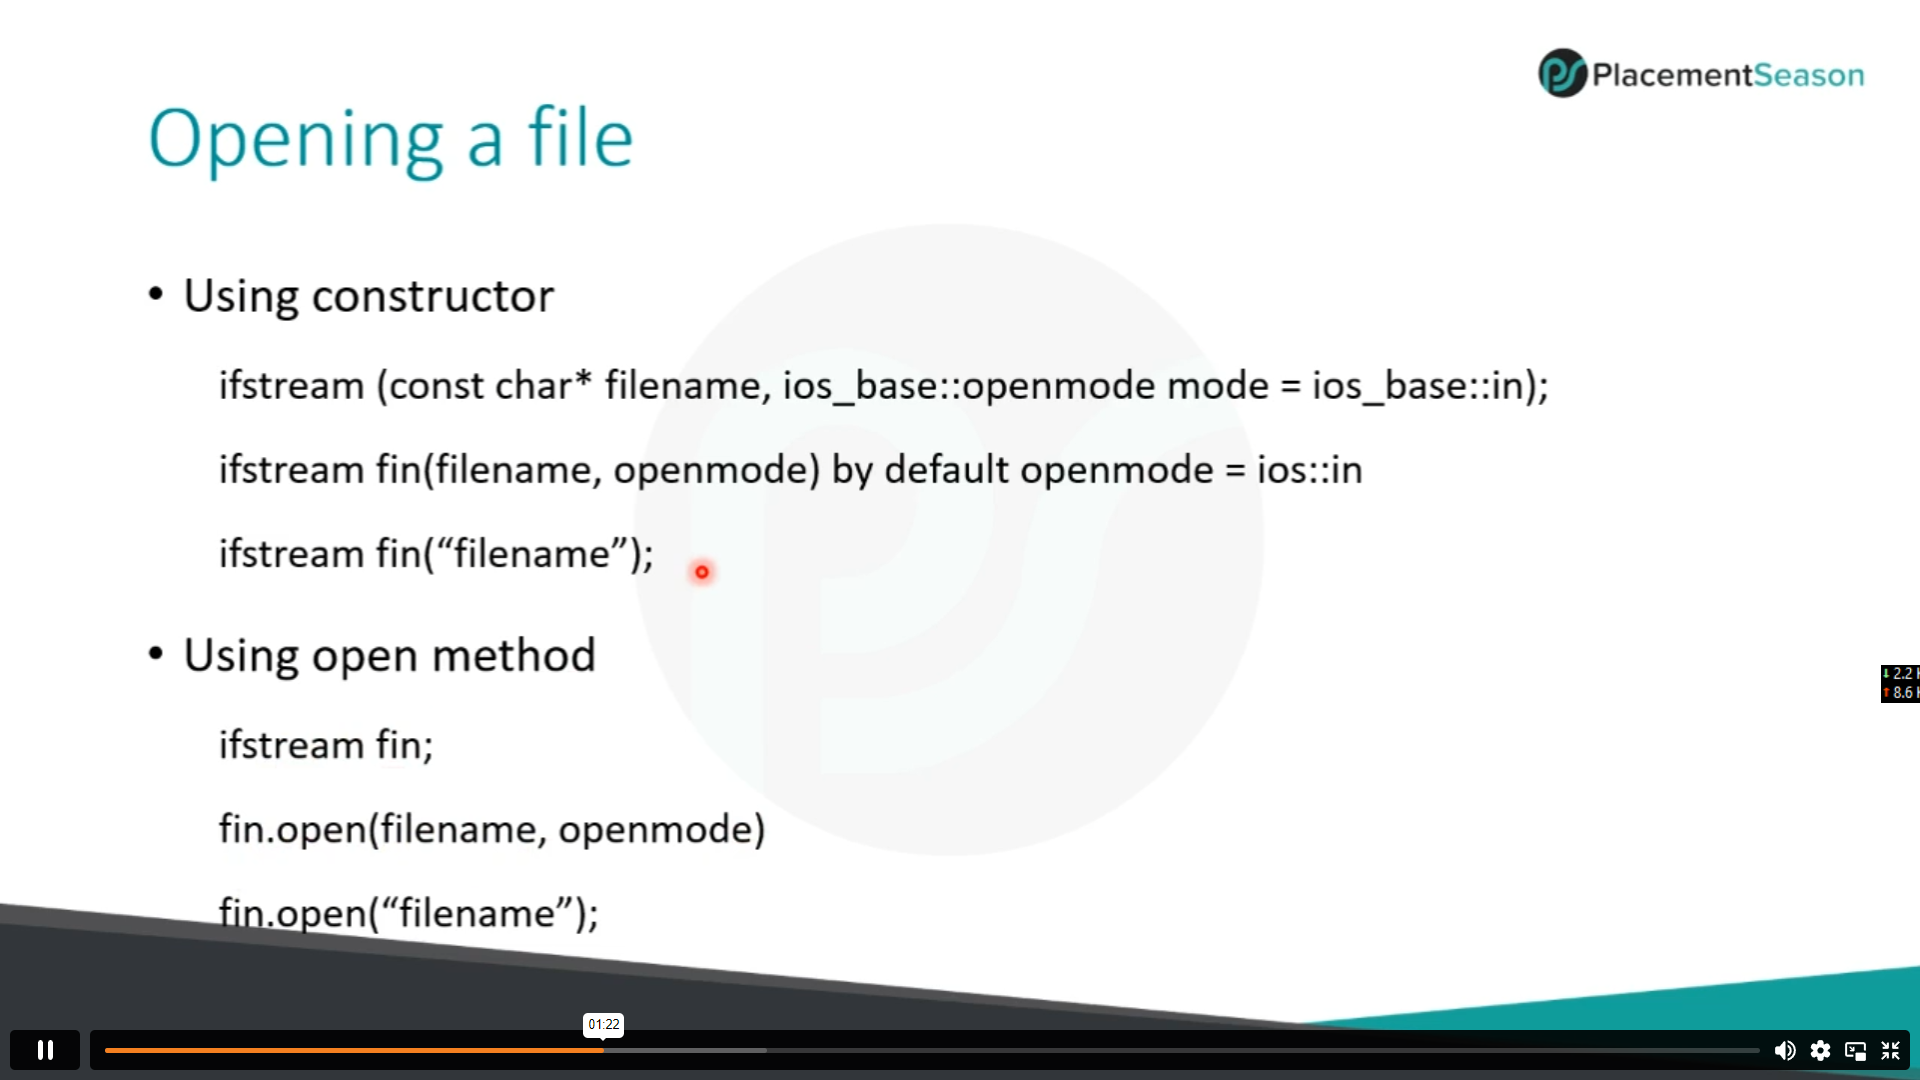 PlacementSeason
Opening a file
• Using constructor
ifstream (const char* filename, ios_base::openmode mode = ios_base::in);
ifstream fin(filename, openmode) by default openmode = ios::in
ifstream fin(“filename”);
• Using open method
ifstream fin;
fin.open(filename, openmode)
fin.open(“filename”);
↓ 2.2
↑ 8.6
01:22